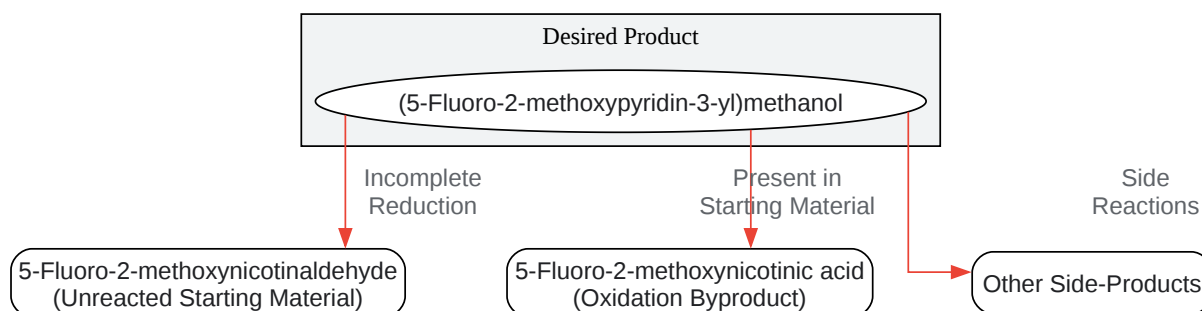 Desired Product
(5-Fluoro-2-methoxypyridin-3-yl)methanol
Incomplete
Reduction
Present in
Starting Material
Side
Reactions
5-Fluoro-2-methoxynicotinaldehyde
(Unreacted Starting Material)
5-Fluoro-2-methoxynicotinic acid
(Oxidation Byproduct)
Other Side-Products